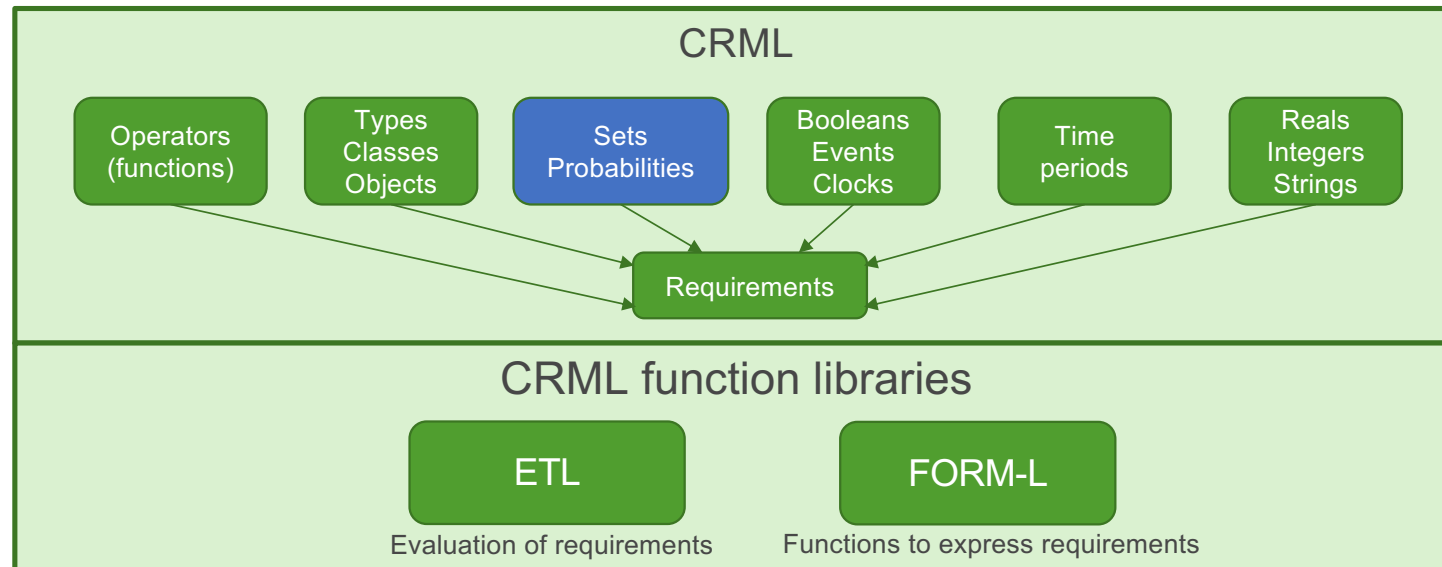 CRML
Operators
(functions)
Types
Classes
Objects
Sets
Probabilities
Booleans
Events
Clocks
Time
periods
Reals
Integers
Strings
Requirements
CRML function libraries
ETL
FORM-L
Evaluation of requirements
Functions to express requirements